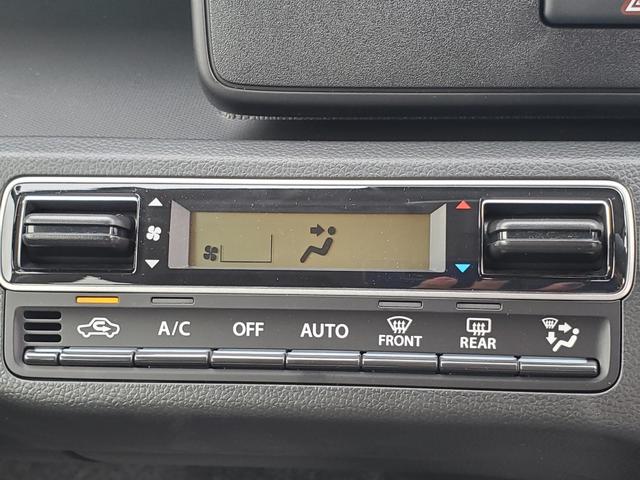 A/C OFF AUTO FRONT REAR